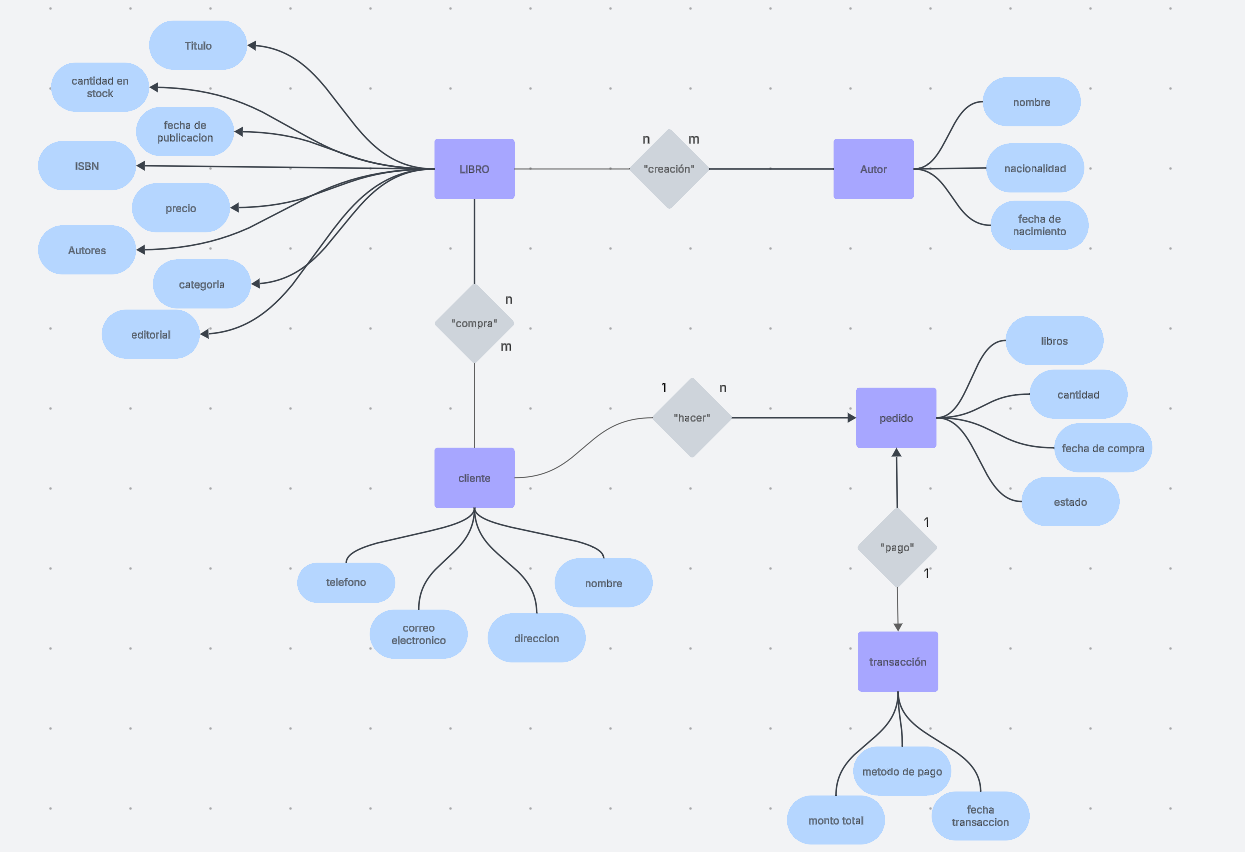 Titulo
cantidad en
stock
fecha de
publicacion
ISBN
precio
Autores
categoria
editorial
LIBRO
n
m
"creación"
Autor
nombre
nacionalidad
fecha de
nacimiento
n
"compra"
m
cliente
telefono
correo
electronico
direccion
nombre
1
n
"hacer"
pedido
libros
cantidad
fecha de compra
estado
1
"pago"
1
transacción
metodo de pago
monto total
fecha
transaccion